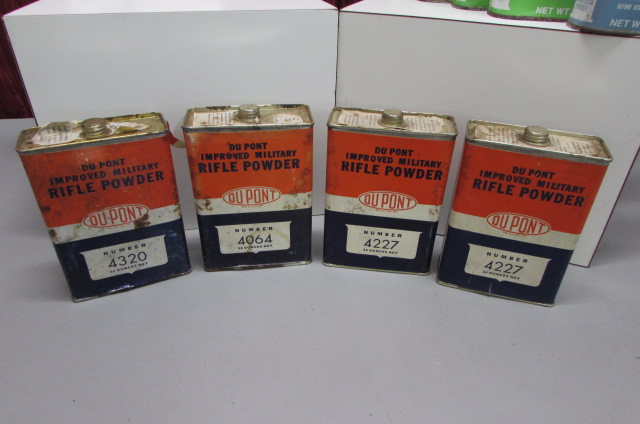 DU PONT
IMPROVED MILITARY
RIFLE POWDER
DU PONT
NUMBER
4320
DU PONT
IMPROVED MILITARY
RIFLE POWDER
DU PONT
NUMBER
4064
DU PONT
IMPROVED MILITARY
RIFLE POWDER
DU PONT
NUMBER
4227
DU PONT
IMPROVED MILITARY
RIFLE POWDER
DU PONT
NUMBER
4227
NET W
NET W